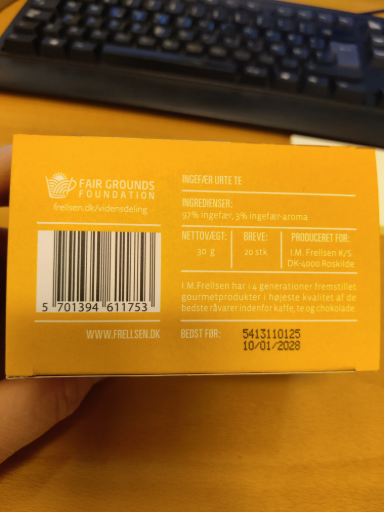 FAIR GROUNDS
FOUNDATION
frellsen.dk/vidensdeling
5 701394 611753
WWW.FRELLSEN.DK
INGEFÆR URTE TE
INGREDIENSER:
97% ingefær, 3% ingefær-aroma
NETTOVÆGT:
30 g
BREVE:
20 stk
PRODUCERET FOR:
I.M. Frellsen K/S
DK-4000 Roskilde
I.M.Frellsen har i 4 generationer fremstillet
gourmetprodukter i højeste kvalitet af de
bedste råvarer indenfor kaffe, te og chokolade
BEDST FØR:
5413110125
10/01/2028